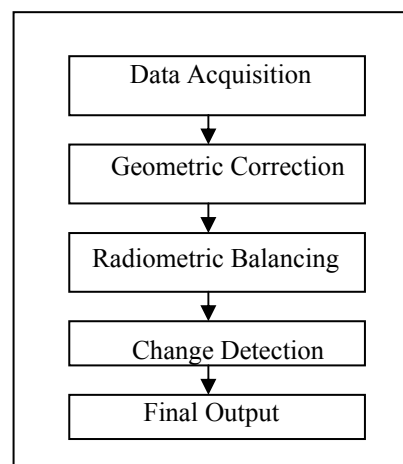 Data Acquisition
Geometric Correction
Radiometric Balancing
Change Detection
Final Output